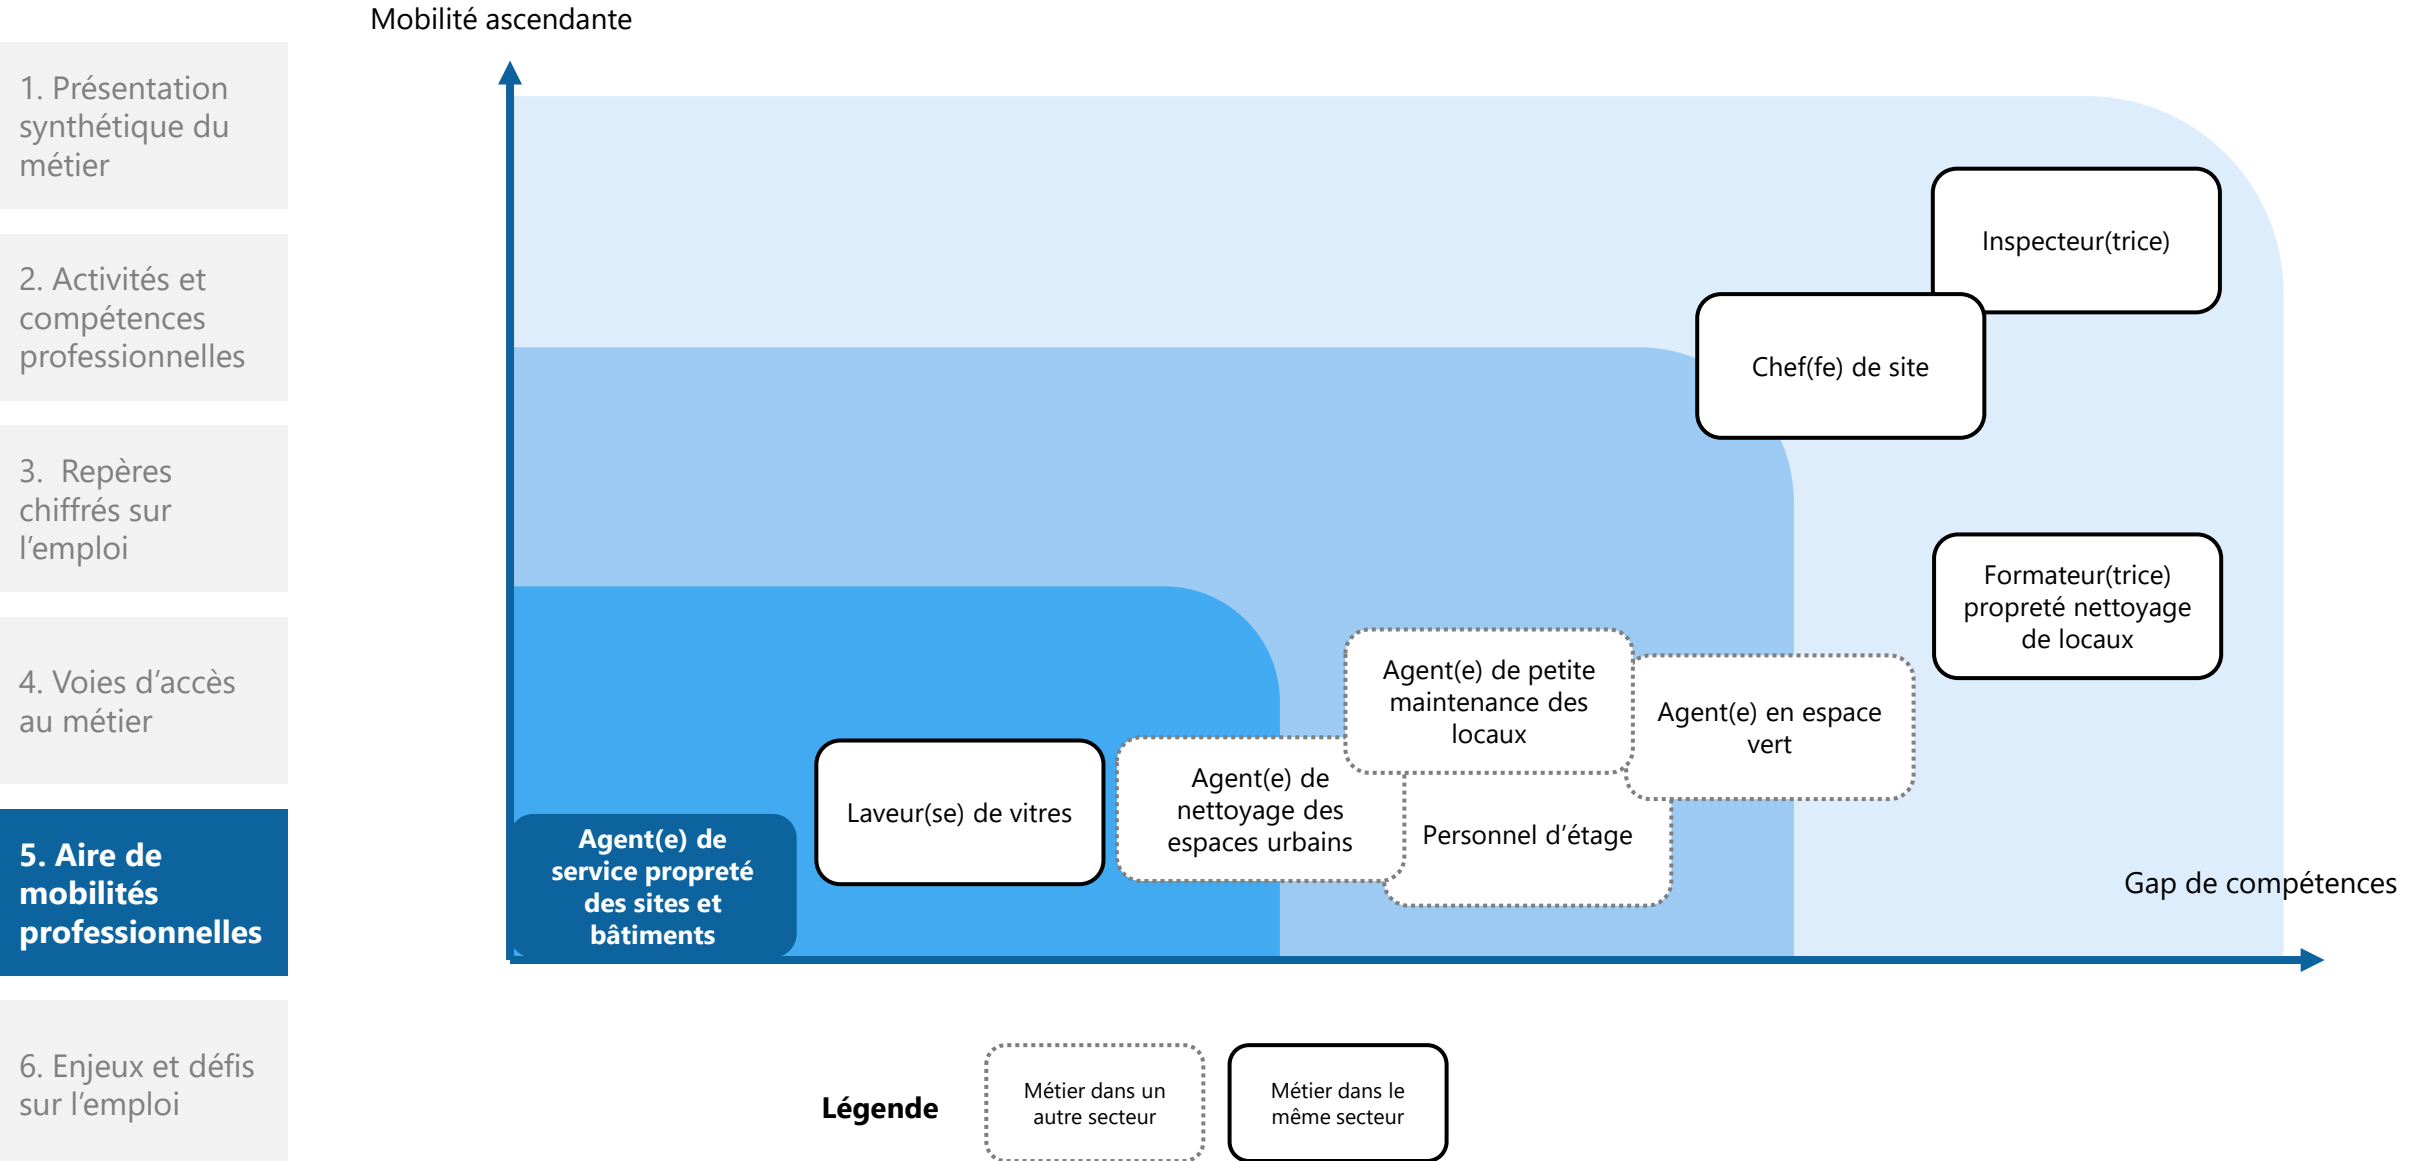 Mobilité ascendante
1. Présentation
synthétique du
métier
2. Activités et
compétences
professionnelles
3.  Repères
chiffrés sur
l’emploi
4. Voies d’accès
au métier
5. Aire de
mobilités
professionnelles
6. Enjeux et défis
sur l’emploi
Inspecteur(trice)
Chef(fe) de site
Formateur(trice)
propreté nettoyage
de locaux
Agent(e) de petite
maintenance des
locaux
Agent(e) en espace
vert
Laveur(se) de vitres
Agent(e) de
nettoyage des
espaces urbains
Personnel d’étage
Agent(e) de
service propreté
des sites et
bâtiments
Gap de compétences
Légende
Métier dans un
autre secteur
Métier dans le
même secteur